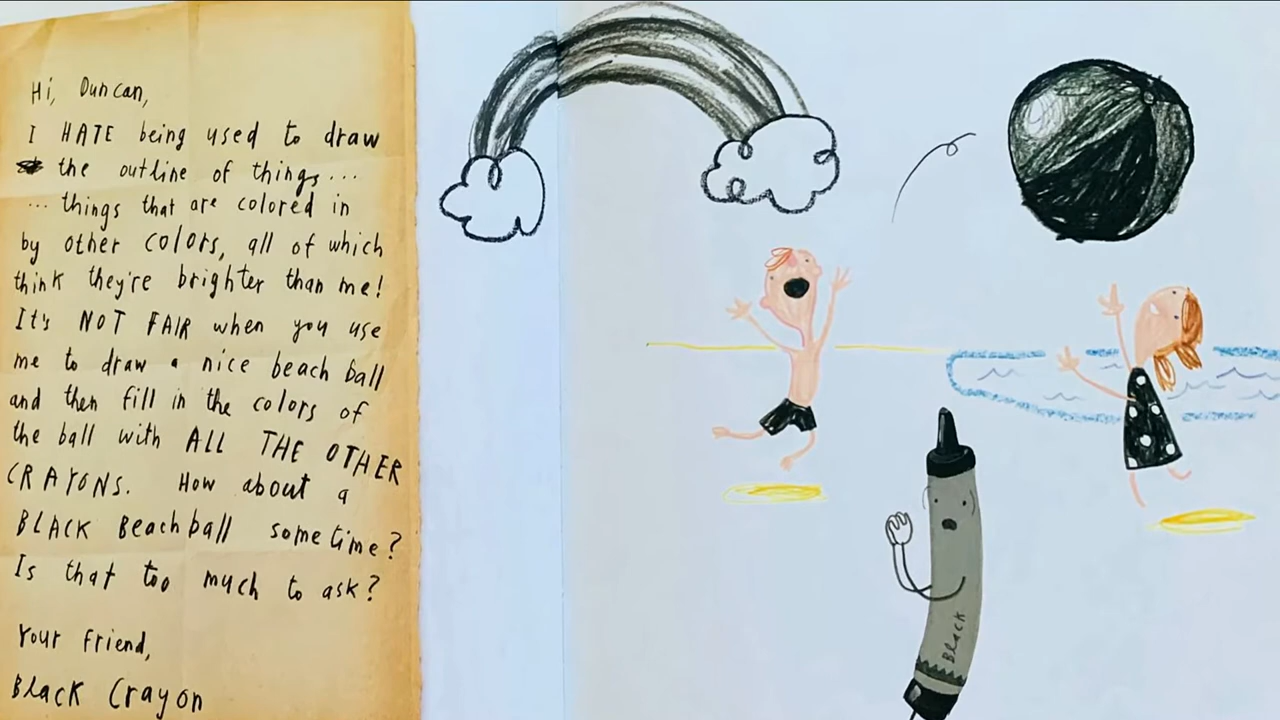 Hi, Duncan,
I HATE being used to draw
the outline of things...
...things that are colored in
by other colors, all of which
think they're brighter than me!
It's NOT FAIR when you use
me to draw a nice beach ball
and then fill in the colors of
the ball with ALL THE OTHER
CRAYONS. How about a
BLACK Beachball sometime?
Is that too much to ask?
Your friend,
Black Crayon
Black